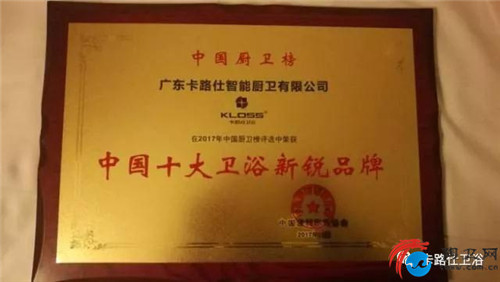 中国厨卫榜
广东卡路仕智能厨卫有限公司
KLOSS
在2017年中国厨卫榜评选中荣获
中国十大卫浴新锐品牌
卡路仕卫浴